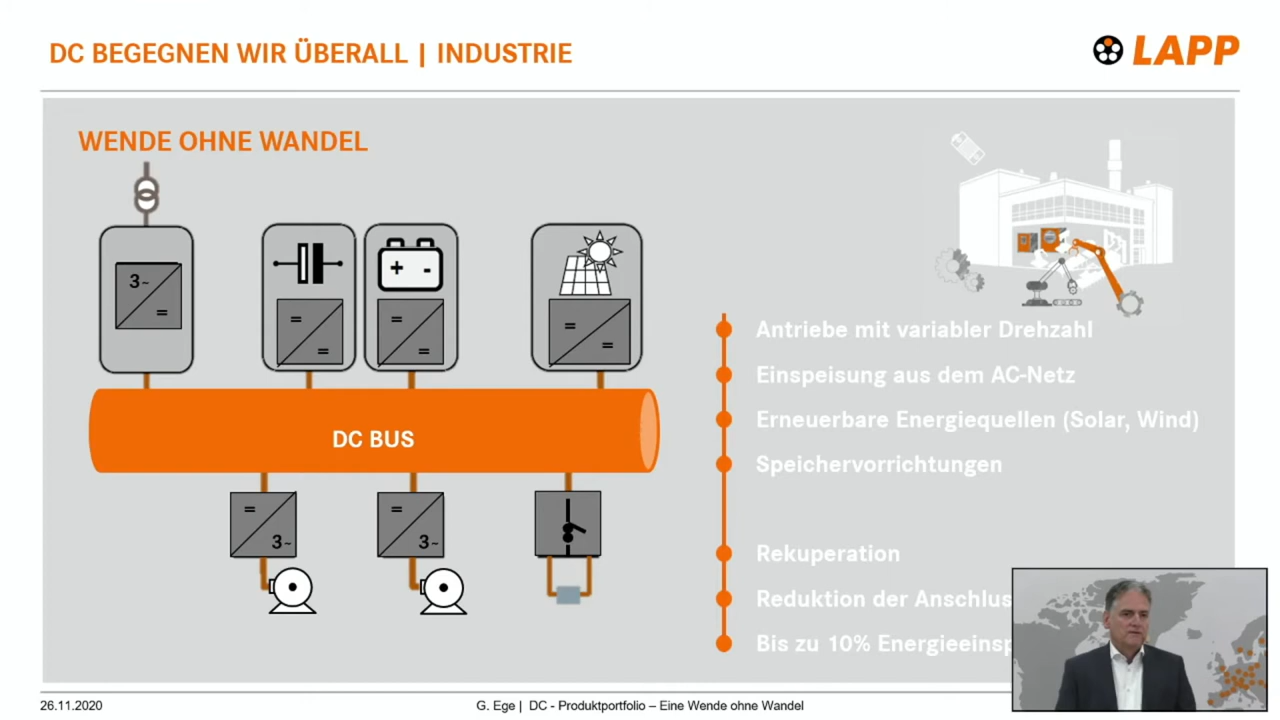 DC BEGEGNEN WIR ÜBERALL | INDUSTRIE
LAPP
WENDE OHNE WANDEL
3~
=
=
=
+ -
=
=
=
=
Antriebe mit variabler Drehzahl
Einspeisung aus dem AC-Netz
Erneuerbare Energiequellen (Solar, Wind)
Speichervorrichtungen
Rekuperation
Reduktion der Anschlus
Bis zu 10% Energieeinsp
DC BUS
=
3~
=
3~
26.11.2020
G. Ege | DC - Produktportfolio – Eine Wende ohne Wandel